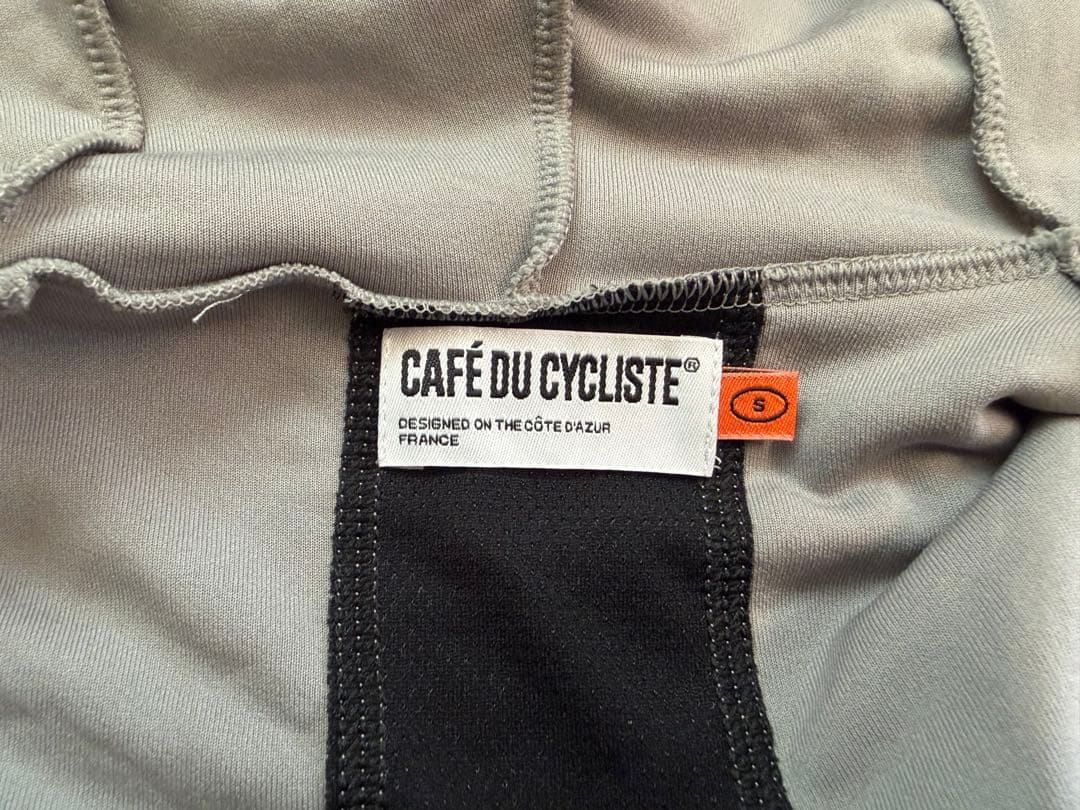 CAFÉ DU CYCLISTE®
DESIGNED ON THE CÔTE D'AZUR
FRANCE
S